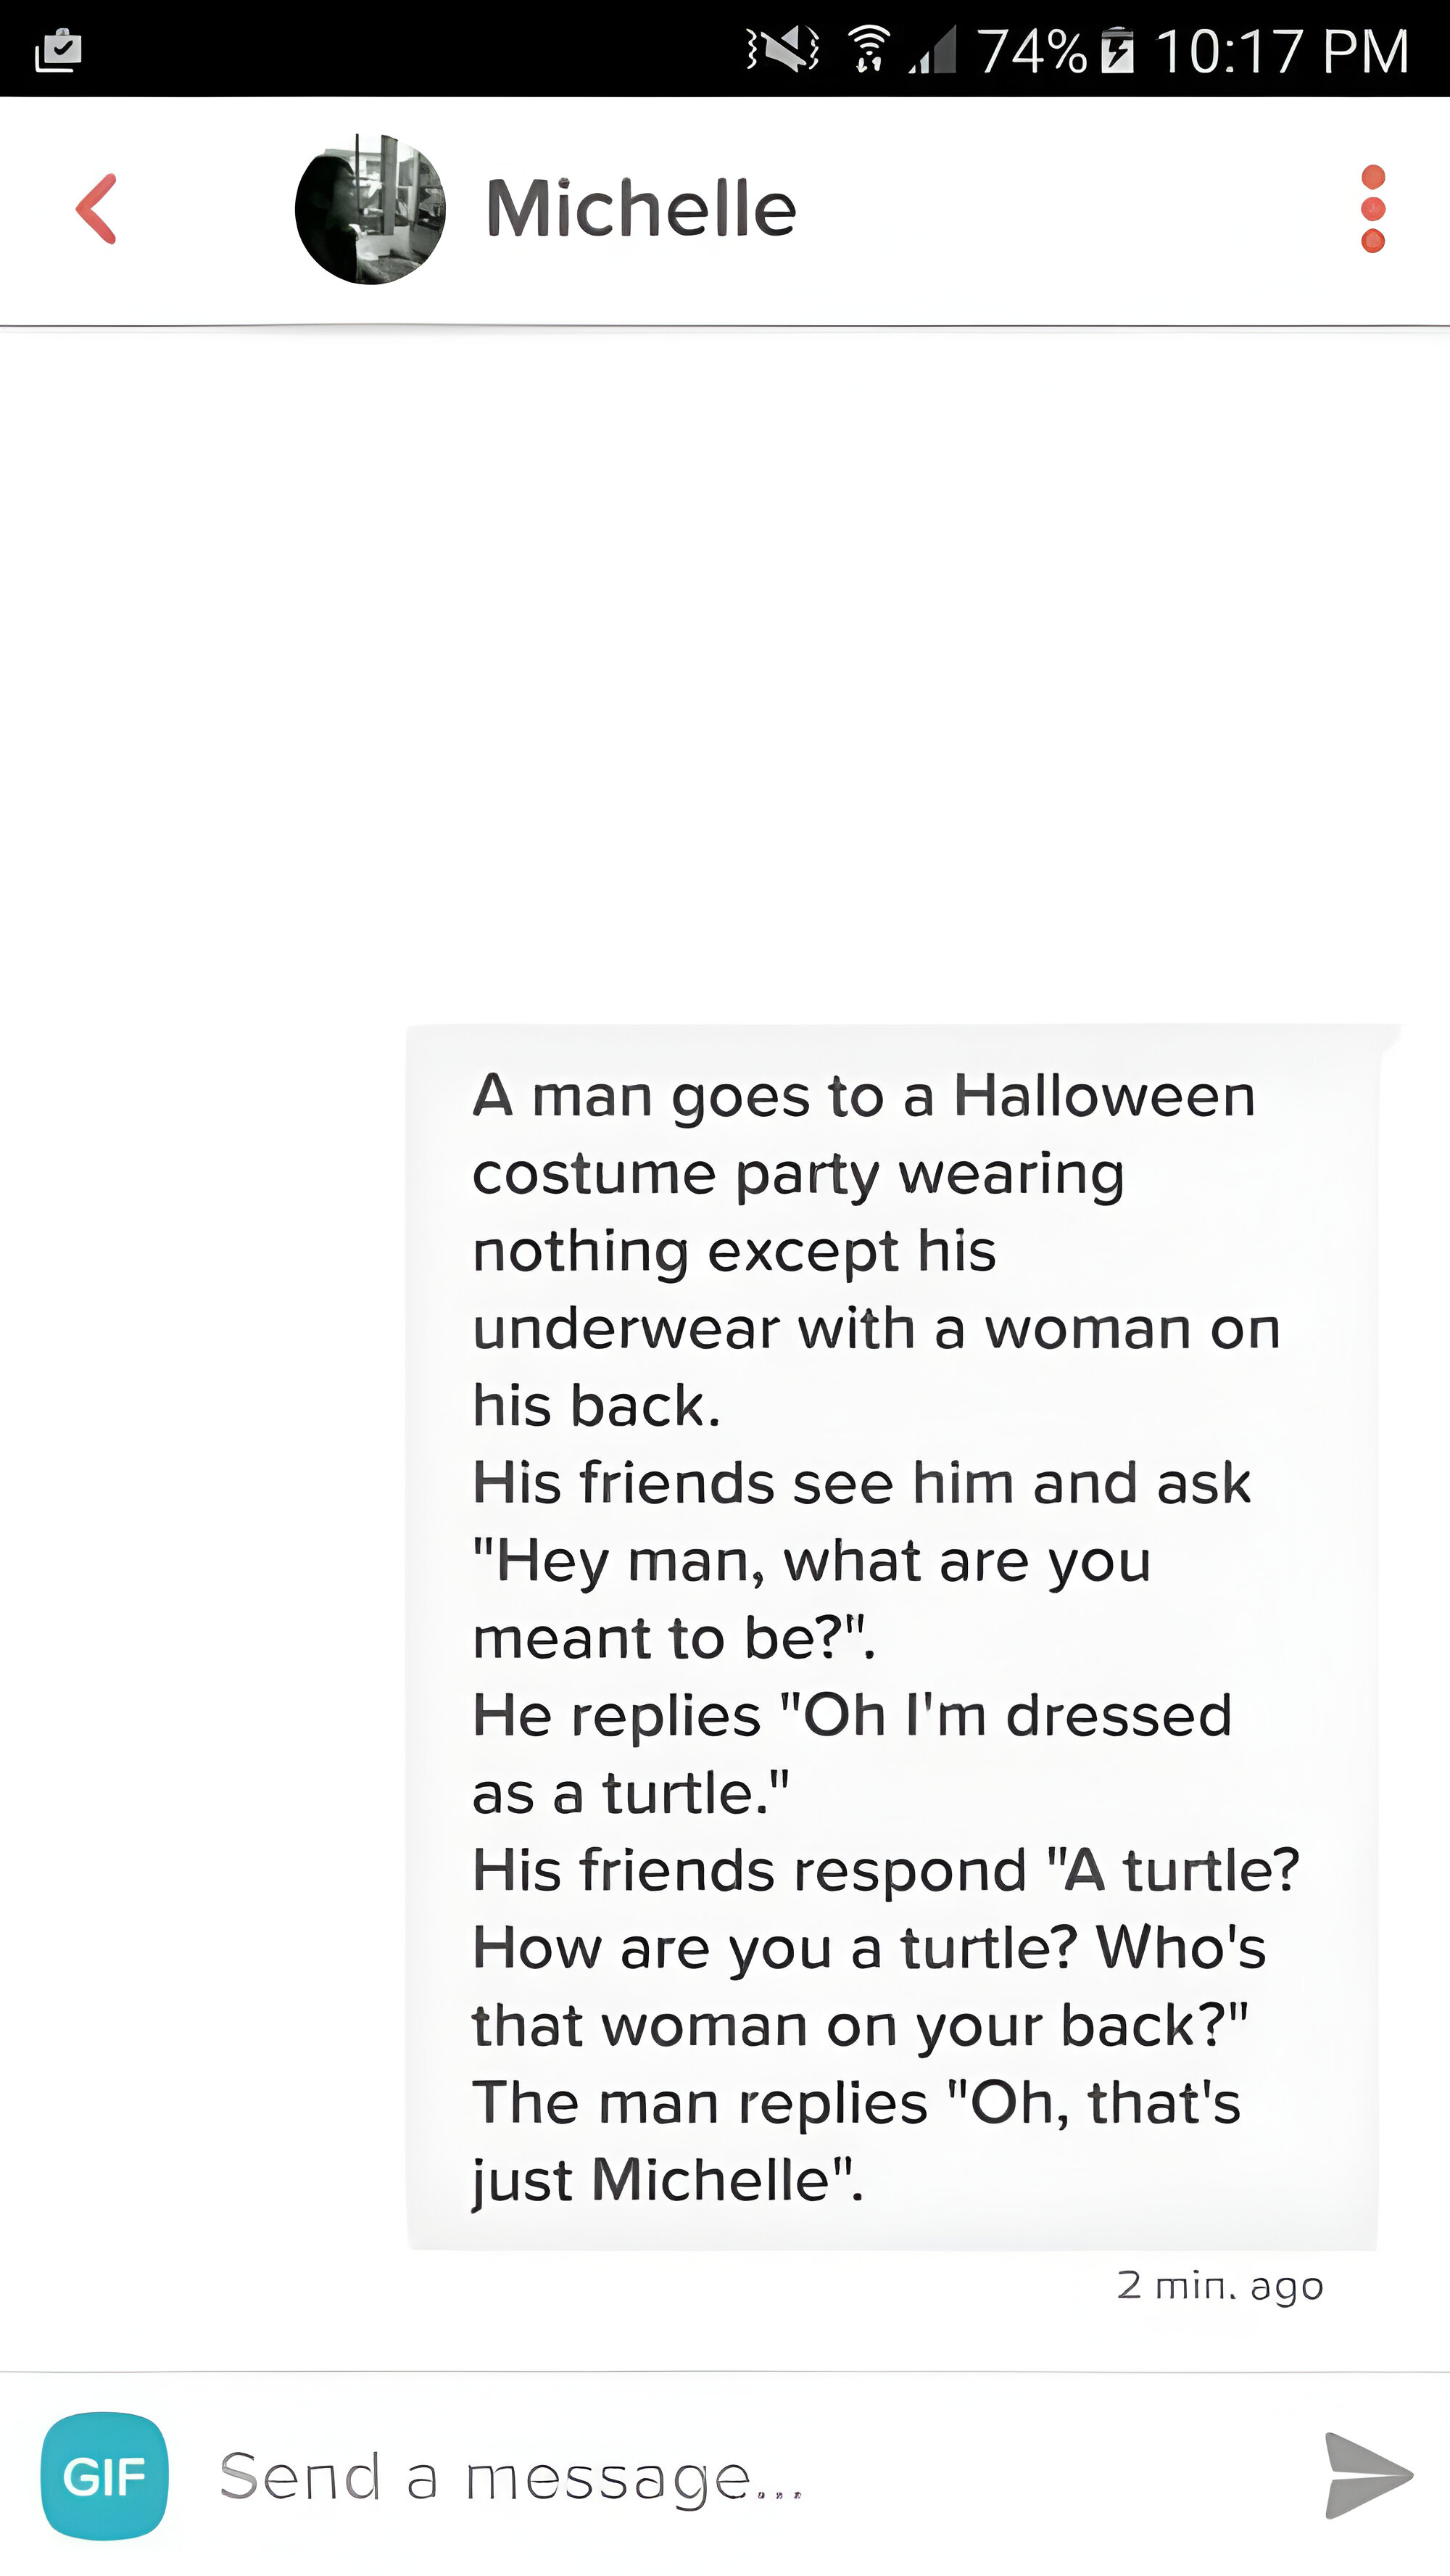 74% 10:17 PM
Michelle
A man goes to a Halloween
costume party wearing
nothing except his
underwear with a woman on
his back.
His friends see him and ask
"Hey man, what are you
meant to be?".
He replies "Oh I'm dressed
as a turtle."
His friends respond "A turtle?
How are you a turtle? Who's
that woman on your back?"
The man replies "Oh, that's
just Michelle".
2 min. ago
GIF Send a message...